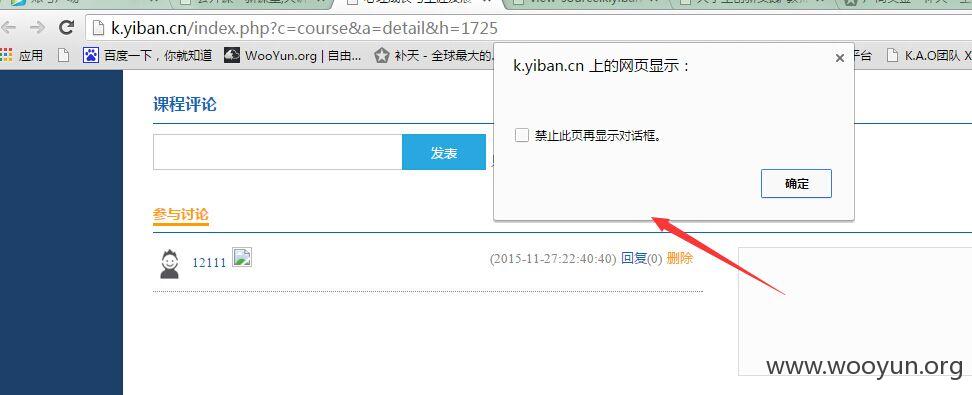 k.yiban.cn/index.php?c=course&a=detail&h=1725
应用 百度一下，你就知道 WooYun.org | 自由... 补天 - 全球最大的 平台 K.A.O团队 X
k.yiban.cn 上的网页显示：
禁止此页再显示对话框。
确定
课程评论
发表
参与讨论
12111 (2015-11-27:22:40:40) 回复(0) 删除
www.wooyun.org